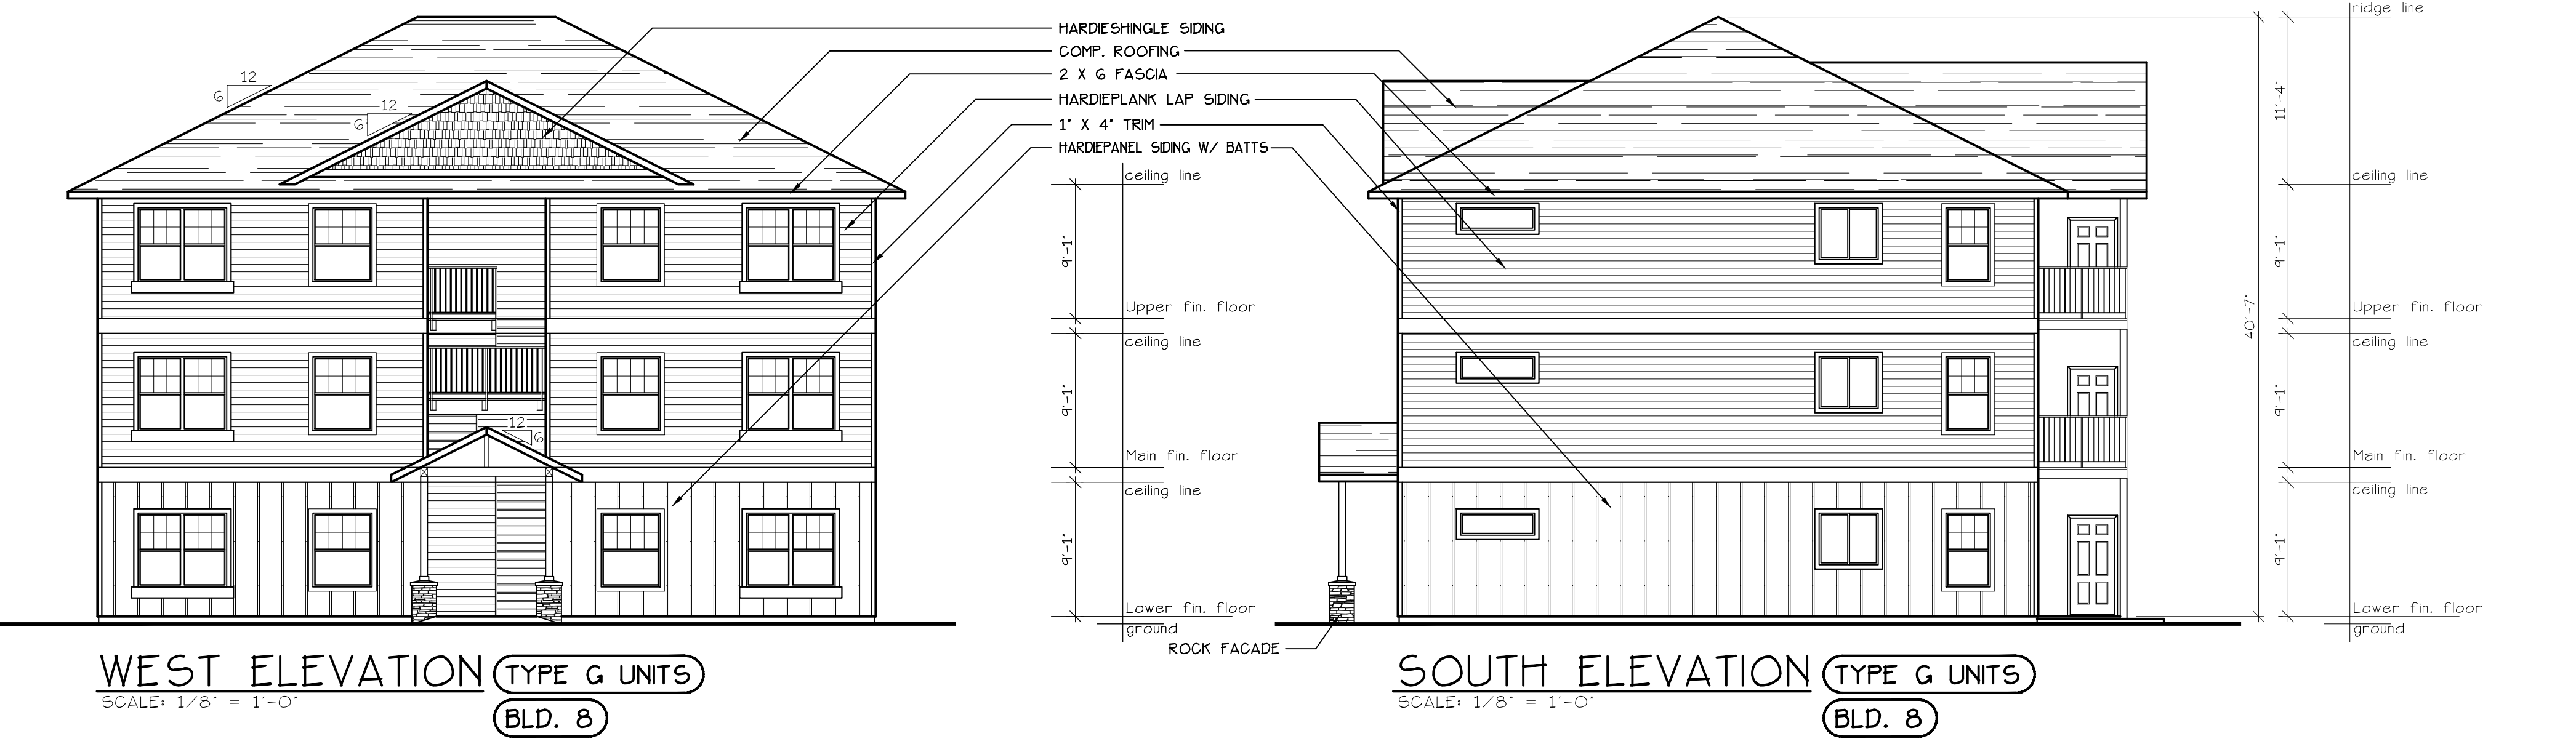 HARDIESHINGLE SIDING
COMP. ROOFING
2 X 6 FASCIA
HARDIEPLANK LAP SIDING
1" X 4" TRIM
HARDIEPANEL SIDING W/ BATTS
12
6
12
6
12
6
ceiling line
9'-1"
Upper fin. floor
ceiling line
9'-1"
Main fin. floor
ceiling line
9'-1"
Lower fin. floor
ground
ROCK FACADE
ridge line
11'-4"
ceiling line
9'-1"
40'-7"
Upper fin. floor
ceiling line
9'-1"
Main fin. floor
ceiling line
9'-1"
Lower fin. floor
ground
WEST ELEVATION TYPE G UNITS
SCALE: 1/8" = 1'-0"
BLD. 8
SOUTH ELEVATION TYPE G UNITS
SCALE: 1/8" = 1'-0"
BLD. 8